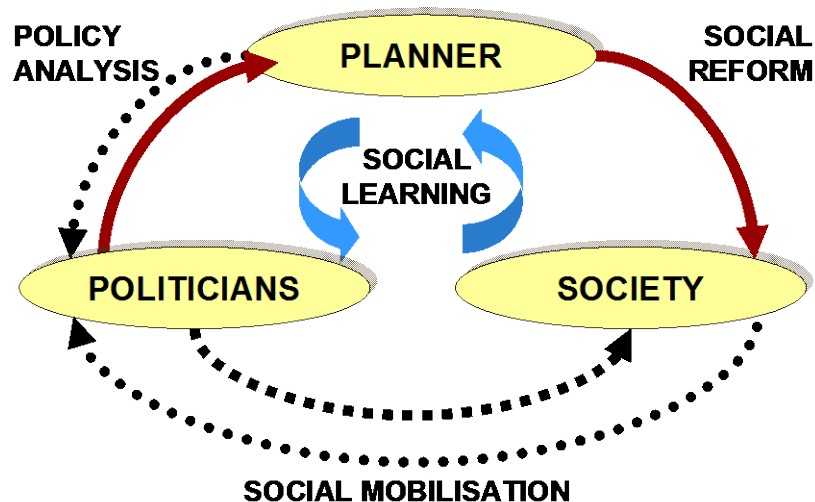 POLICY
ANALYSIS
PLANNER
SOCIAL
REFORM
SOCIAL
LEARNING
POLITICIANS
SOCIETY
SOCIAL MOBILISATION